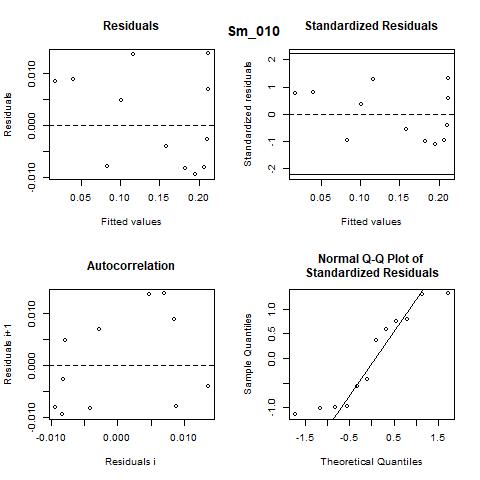 Sm_010
Residuals
Residuals
-0.010 0.000 0.010
0.05 0.10 0.15 0.20
Fitted values
Standardized Residuals
Standardized residuals
-2 -1 0 1 2
0.05 0.10 0.15 0.20
Fitted values
Autocorrelation
Residuals i+1
-0.010 0.000 0.010
-0.010 0.000 0.010
Residuals i
Normal Q-Q Plot of
Standardized Residuals
Sample Quantiles
-1.0 0.0 0.5 1.0
-1.5 -0.5 0.5 1.5
Theoretical Quantiles